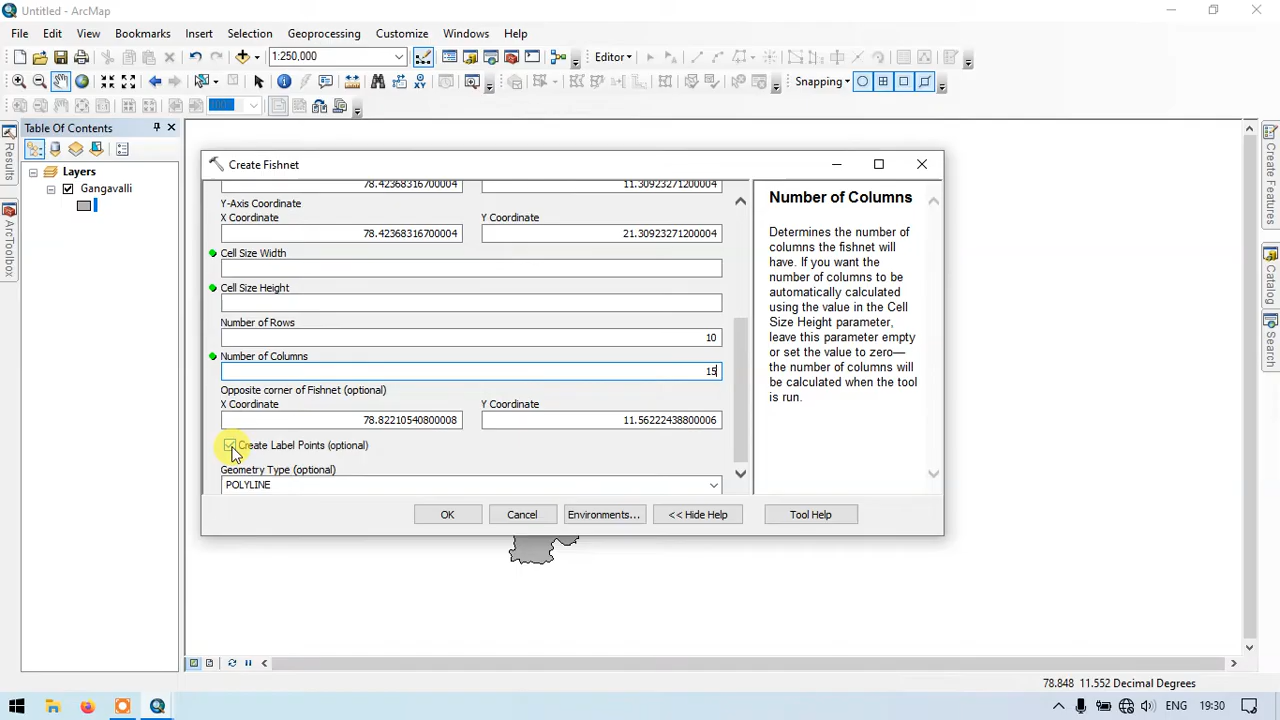 Untitled - ArcMap
File Edit View Bookmarks Insert Selection Geoprocessing Customize Windows Help
1:250,000
Editor
Snapping
Table Of Contents
Layers
Gangavalli
Results
ArcToolbox
Create Features
Catalog
Search
Create Fishnet
78.42368316700004 11.30923271200004
Y-Axis Coordinate
X Coordinate Y Coordinate
78.42368316700004 21.30923271200004
Cell Size Width
Cell Size Height
Number of Rows
10
Number of Columns
15
Opposite corner of Fishnet (optional)
X Coordinate Y Coordinate
78.82210540800008 11.56222438800006
Create Label Points (optional)
Geometry Type (optional)
POLYLINE
OK Cancel Environments... << Hide Help Tool Help
Number of Columns
Determines the number of
columns the fishnet will
have. If you want the
number of columns to be
automatically calculated
using the value in the Cell
Size Height parameter,
leave this parameter empty
or set the value to zero—
the number of columns will
be calculated when the tool
is run.
78.848 11.552 Decimal Degrees
ENG 19:30